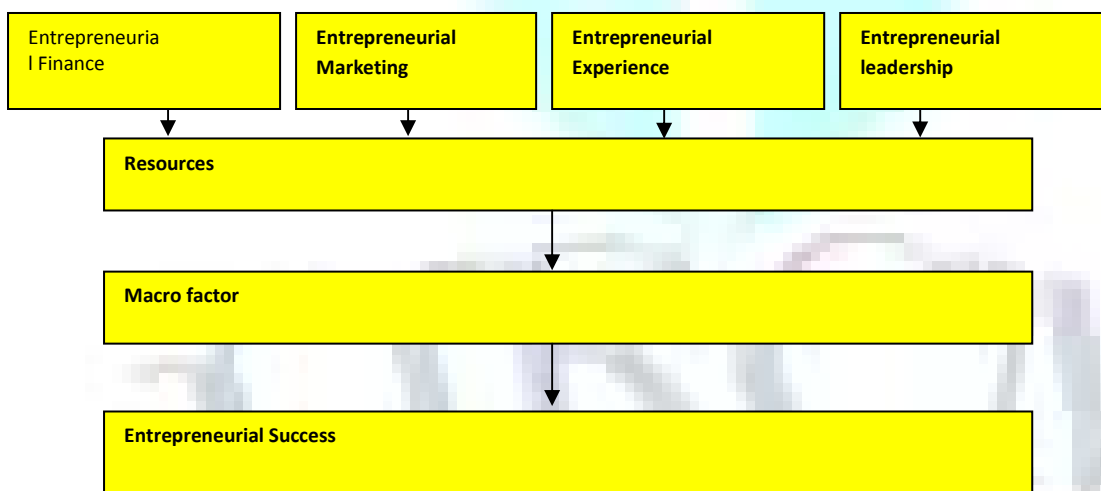 Entrepreneuria
l Finance
Entrepreneurial
Marketing
Entrepreneurial
Experience
Entrepreneurial
leadership
Resources
Macro factor
Entrepreneurial Success